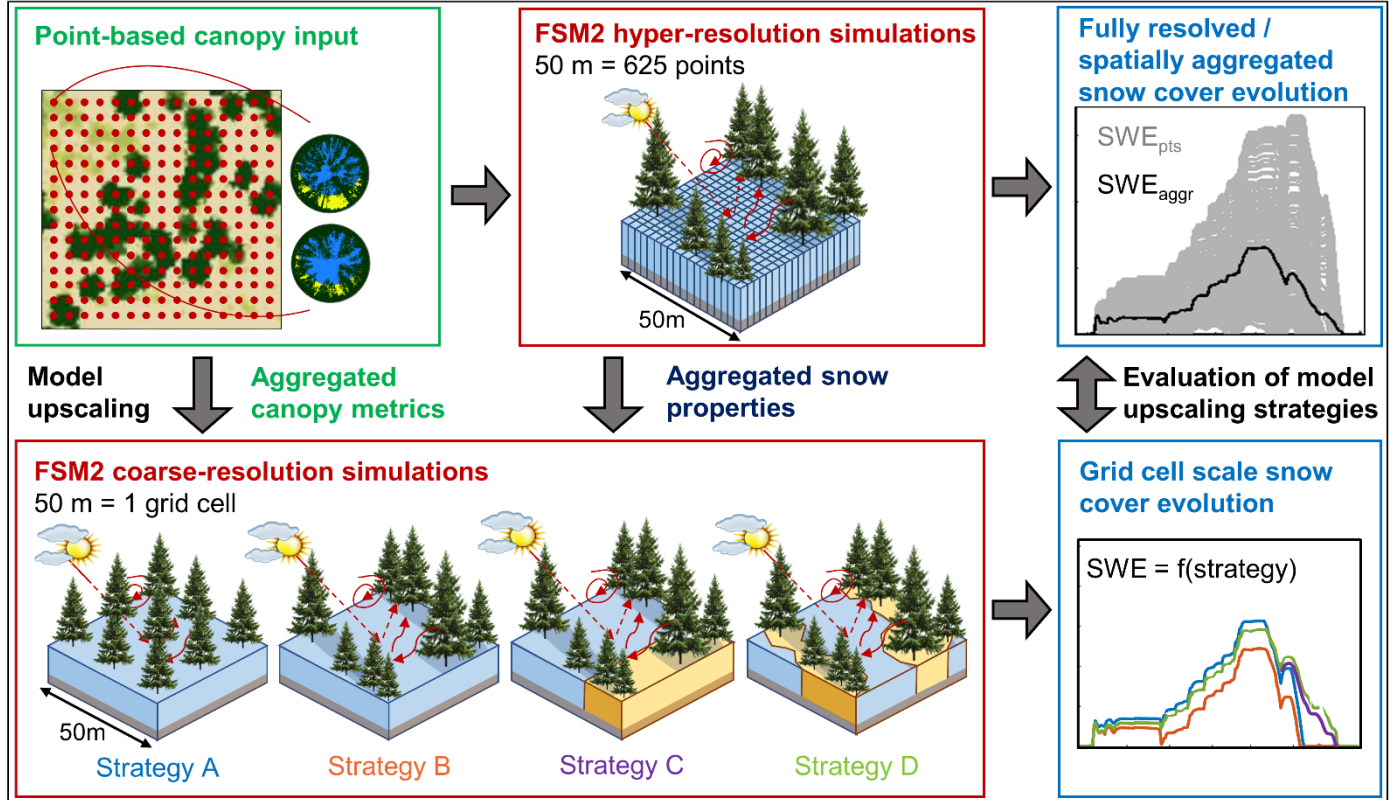 Point-based canopy input
FSM2 hyper-resolution simulations
50 m = 625 points
50m
Fully resolved /
spatially aggregated
snow cover evolution
SWEpts
SWEaggr
Model
upscaling
Aggregated
canopy metrics
Aggregated snow
properties
Evaluation of model
upscaling strategies
FSM2 coarse-resolution simulations
50 m = 1 grid cell
50m
Strategy A
Strategy B
Strategy C
Strategy D
Grid cell scale snow
cover evolution
SWE = f(strategy)